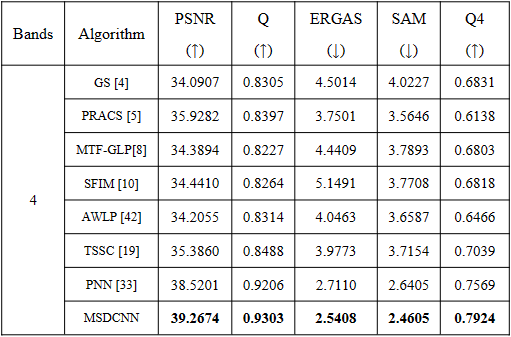 Bands Algorithm PSNR (↑) Q (↑) ERGAS (↓) SAM (↓) Q4 (↑)
4
GS [4] 34.0907 0.8305 4.5014 4.0227 0.6831
PRACS [5] 35.9282 0.8397 3.7501 3.5646 0.6138
MTF-GLP[8] 34.3894 0.8227 4.4409 3.7893 0.6803
SFIM [10] 34.4410 0.8264 5.1491 3.7708 0.6818
AWLP [42] 34.2055 0.8314 4.0463 3.6587 0.6466
TSSC [19] 35.3860 0.8488 3.9773 3.7154 0.7039
PNN [33] 38.5201 0.9206 2.7110 2.6405 0.7569
MSDCNN 39.2674 0.9303 2.5408 2.4605 0.7924